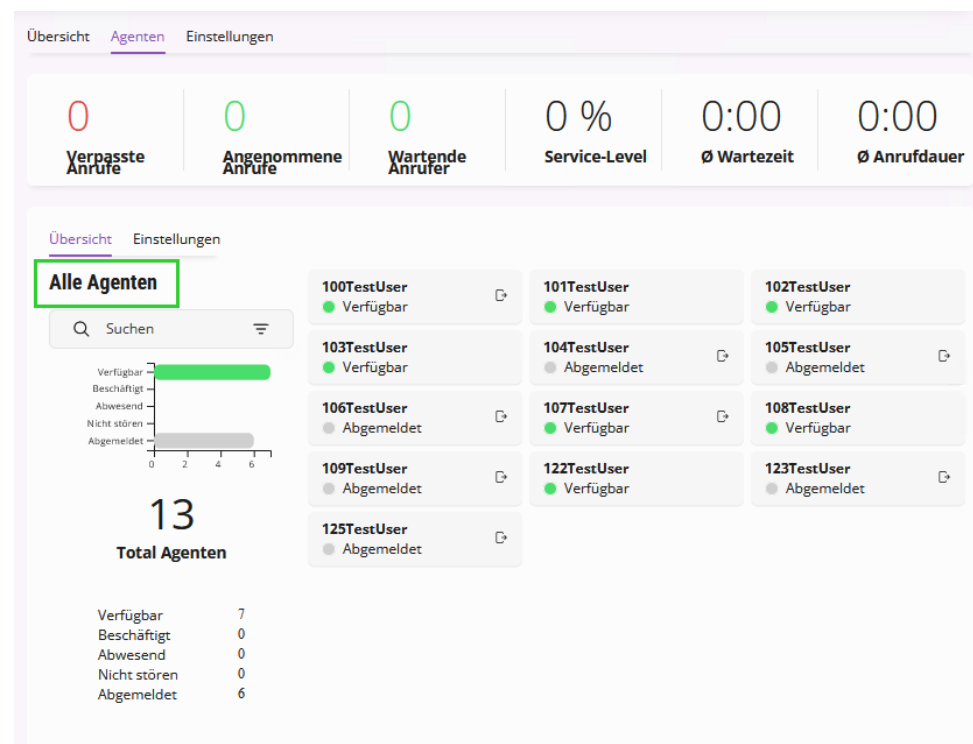 Übersicht Agenten Einstellungen
0 0 0 0 % 0:00 0:00
Verpasste Anrufe
Angenommene Anrufe
Wartende Anrufer
Service-Level
Ø Wartezeit
Ø Anrufdauer
Übersicht Einstellungen
Alle Agenten
Suchen
Verfügbar
Beschäftigt
Abwesend
Nicht stören
Abgemeldet
0 2 4 6
13
Total Agenten
Verfügbar 7
Beschäftigt 0
Abwesend 0
Nicht stören 0
Abgemeldet 6
100TestUser
Verfügbar
101TestUser
Verfügbar
102TestUser
Verfügbar
103TestUser
Verfügbar
104TestUser
Abgemeldet
105TestUser
Abgemeldet
106TestUser
Abgemeldet
107TestUser
Verfügbar
108TestUser
Verfügbar
109TestUser
Abgemeldet
122TestUser
Verfügbar
123TestUser
Abgemeldet
125TestUser
Abgemeldet